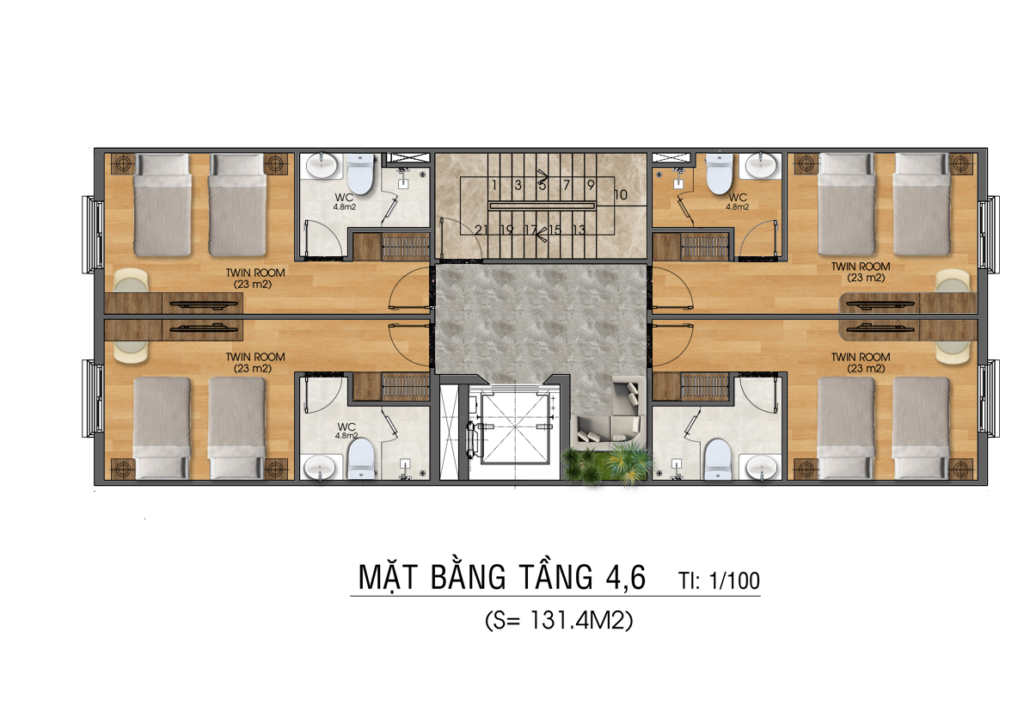 WC
4.8m2
1 3 5 7 9
10
21 19 17 15 13
WC
4.8m2
TWIN ROOM
(23 m2)
TWIN ROOM
(23 m2)
TWIN ROOM
(23 m2)
TWIN ROOM
(23 m2)
WC
4.8m2
MẶT BẰNG TẦNG 4,6 Tl: 1/100
(S= 131.4M2)